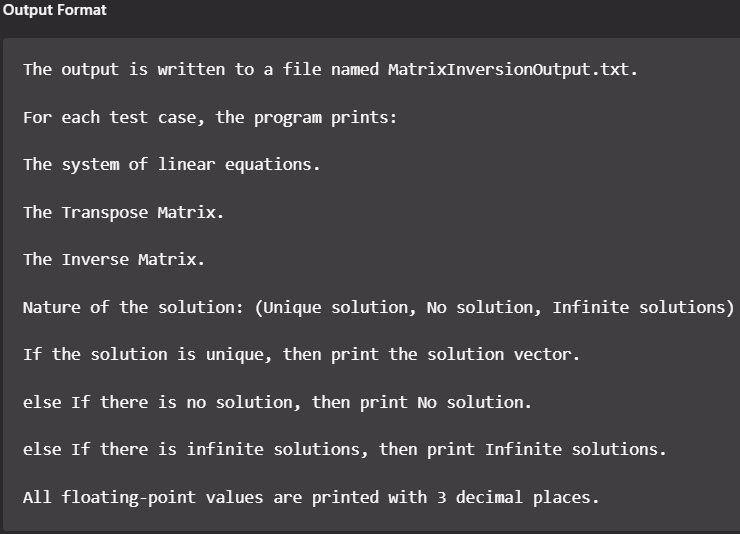 Output Format
The output is written to a file named MatrixInversionOutput.txt.
For each test case, the program prints:
The system of linear equations.
The Transpose Matrix.
The Inverse Matrix.
Nature of the solution: (Unique solution, No solution, Infinite solutions)
If the solution is unique, then print the solution vector.
else If there is no solution, then print No solution.
else If there is infinite solutions, then print Infinite solutions.
All floating-point values are printed with 3 decimal places.